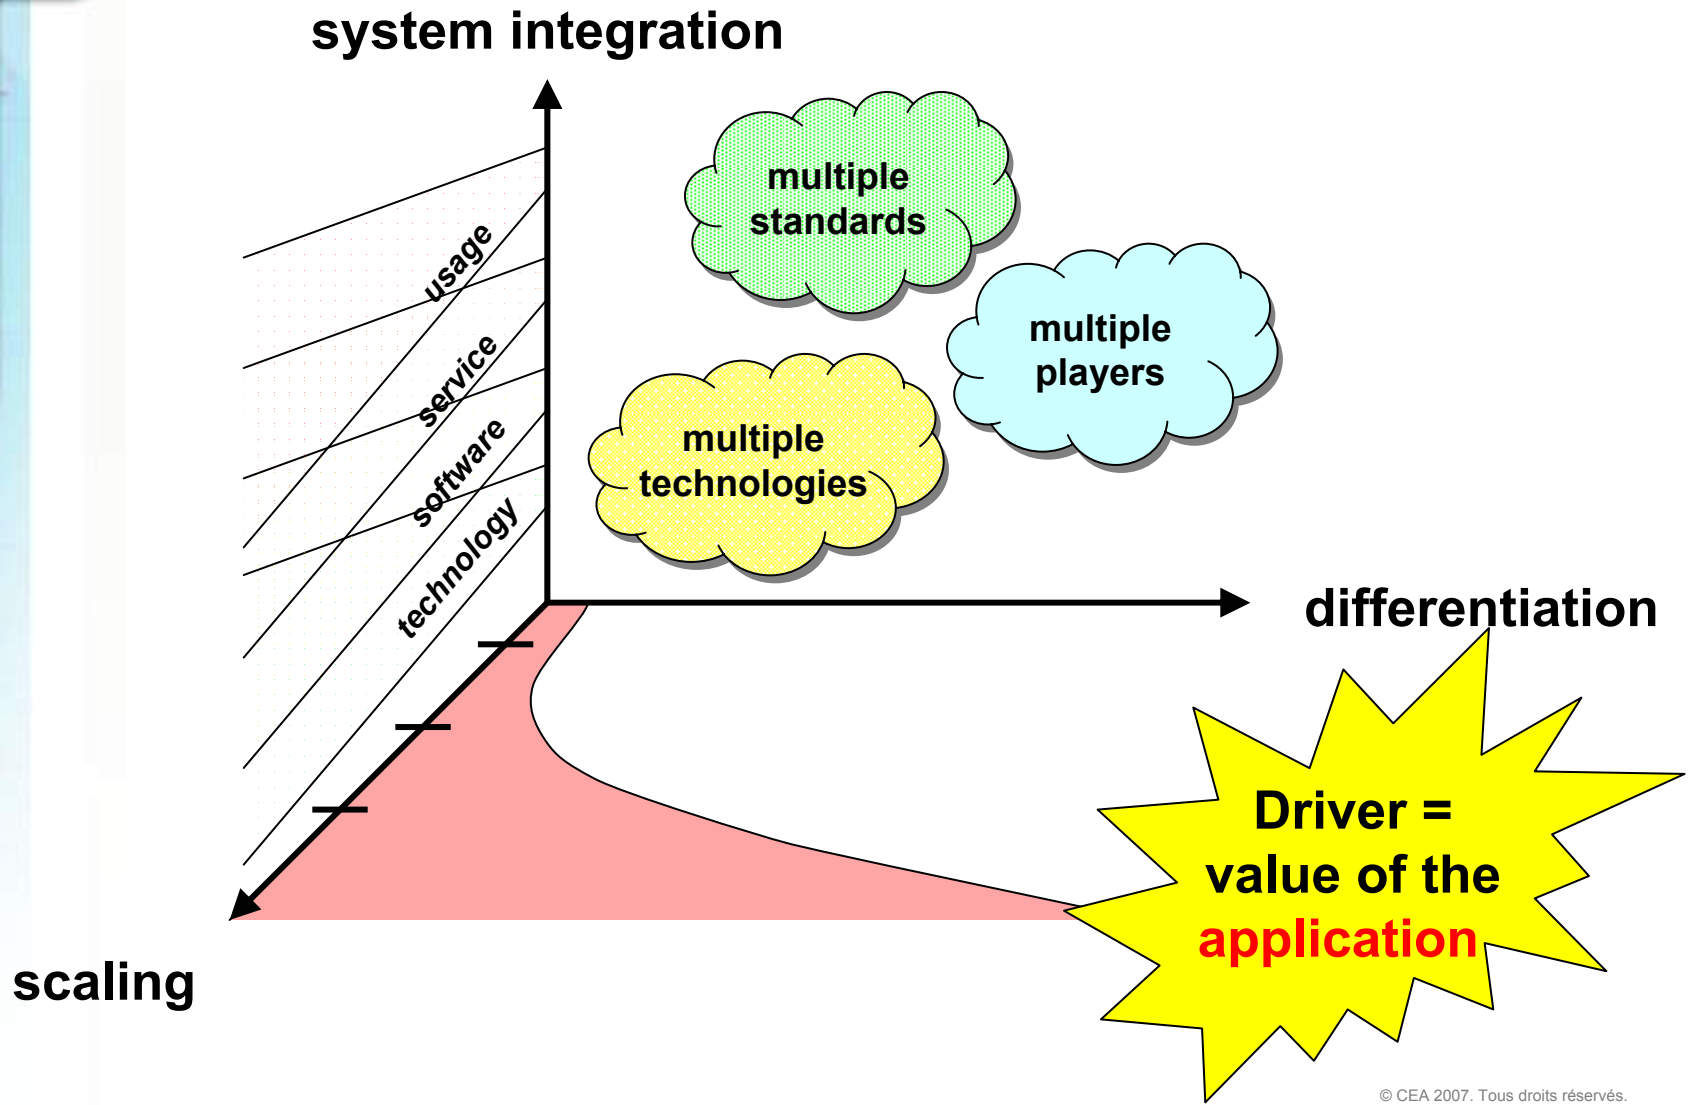 system integration
multiple
standards
usage
multiple
players
service
multiple
technologies
software
technology
differentiation
Driver =
value of the
application
scaling
© CEA 2007. Tous droits réservés.